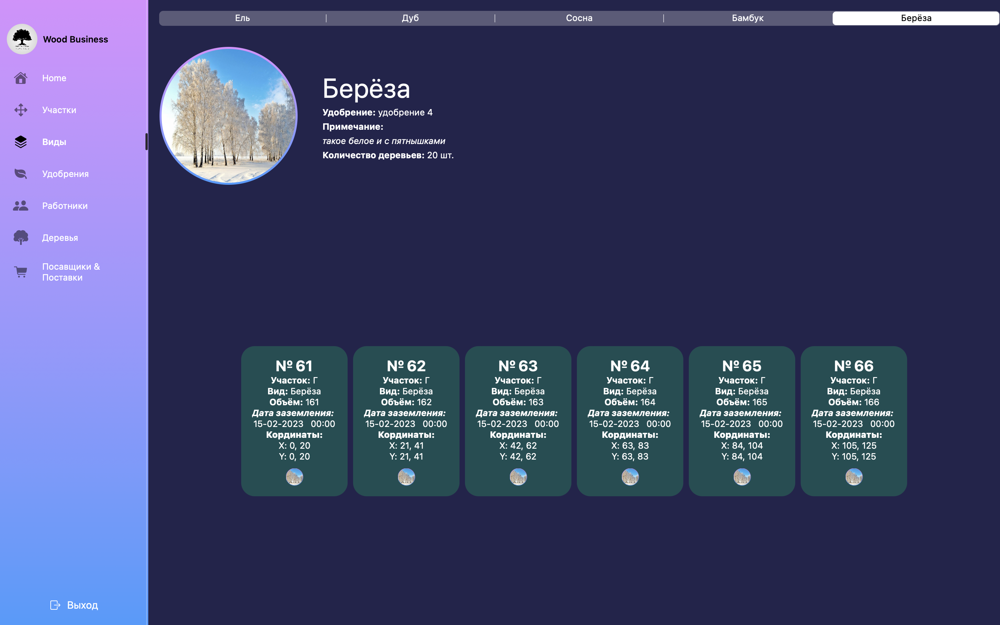 Ель
Дуб
Сосна
Бамбук
Берёза
Wood Business
Home
Участки
Виды
Удобрения
Работники
Деревья
Посавщики &
Поставки
Выход
Берёза
Удобрение: удобрение 4
Примечание:
такое белое и с пятнышками
Количество деревьев: 20 шт.
№ 61
Участок: Г
Вид: Берёза
Объём: 161
Дата заземления:
15-02-2023 00:00
Кординаты:
X: 0, 20
Y: 0, 20
№ 62
Участок: Г
Вид: Берёза
Объём: 162
Дата заземления:
15-02-2023 00:00
Кординаты:
X: 21, 41
Y: 21, 41
№ 63
Участок: Г
Вид: Берёза
Объём: 163
Дата заземления:
15-02-2023 00:00
Кординаты:
X: 42, 62
Y: 42, 62
№ 64
Участок: Г
Вид: Берёза
Объём: 164
Дата заземления:
15-02-2023 00:00
Кординаты:
X: 63, 83
Y: 63, 83
№ 65
Участок: Г
Вид: Берёза
Объём: 165
Дата заземления:
15-02-2023 00:00
Кординаты:
X: 84, 104
Y: 84, 104
№ 66
Участок: Г
Вид: Берёза
Объём: 166
Дата заземления:
15-02-2023 00:00
Кординаты:
X: 105, 125
Y: 105, 125